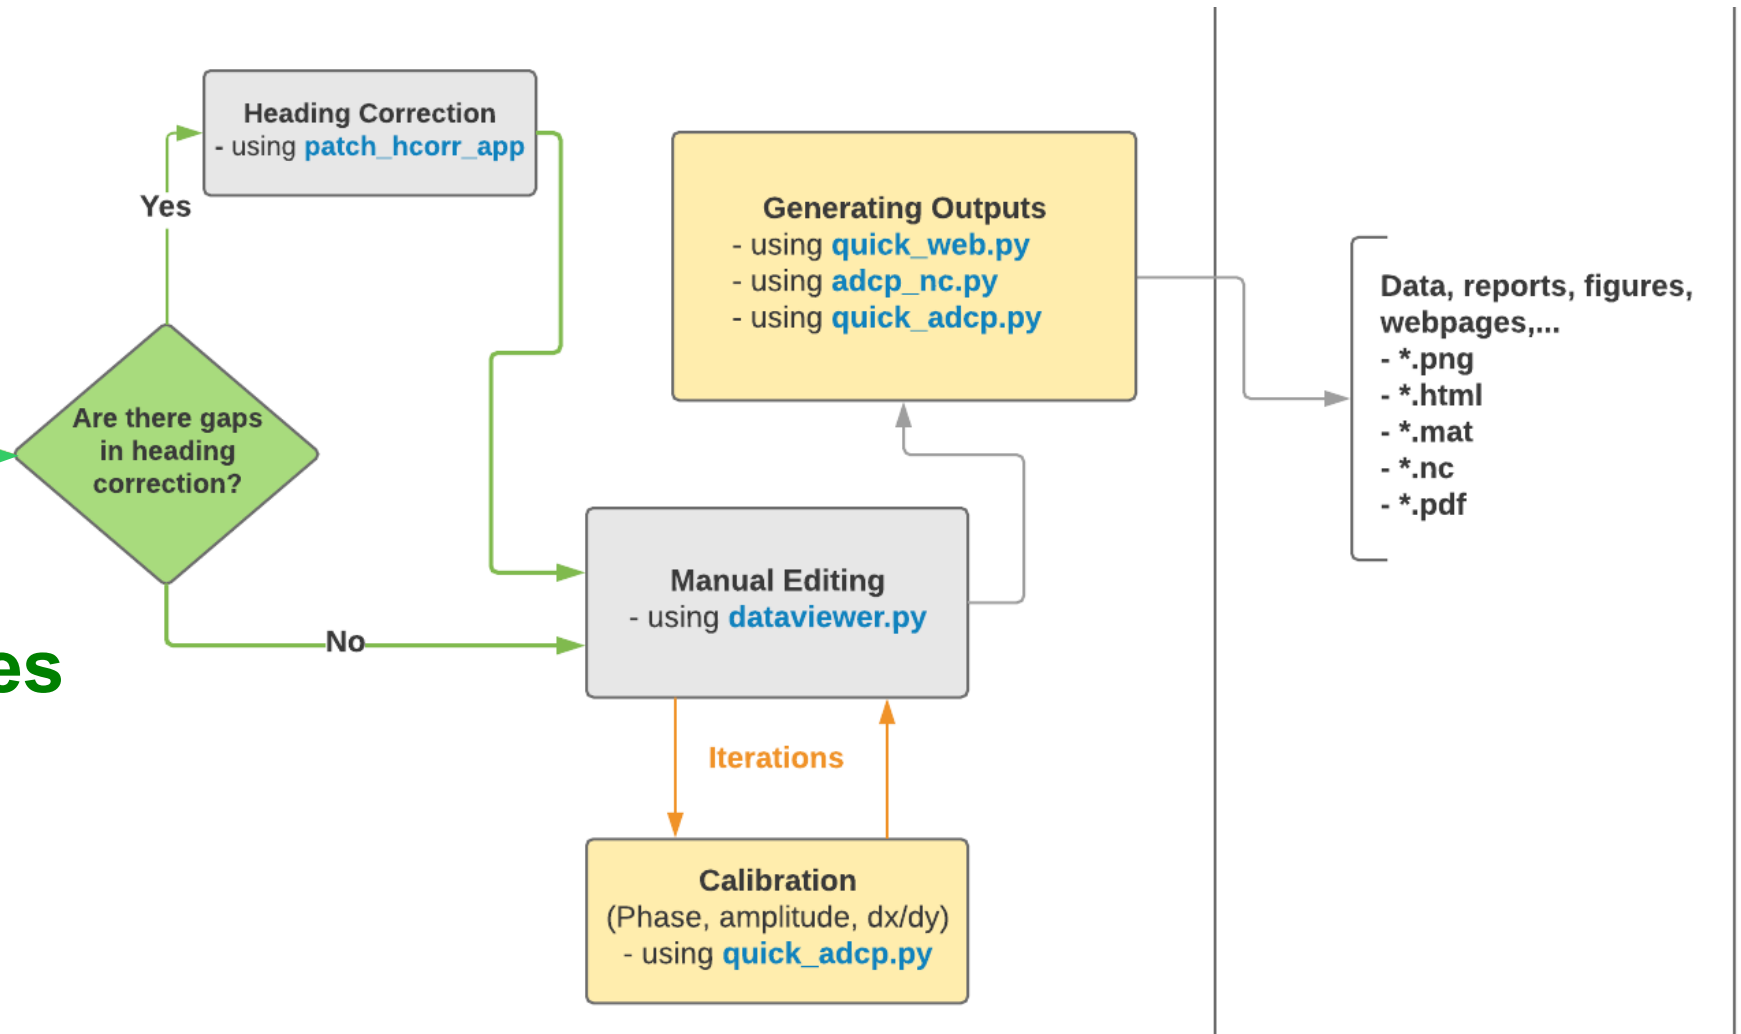 Heading Correction
- using patch_hcorr_app
Yes
Are there gaps
in heading
correction?
No
es
Generating Outputs
- using quick_web.py
- using adcp_nc.py
- using quick_adcp.py
Manual Editing
- using dataviewer.py
Iterations
Calibration
(Phase, amplitude, dx/dy)
- using quick_adcp.py
Data, reports, figures,
webpages,...
- *.png
- *.html
- *.mat
- *.nc
- *.pdf